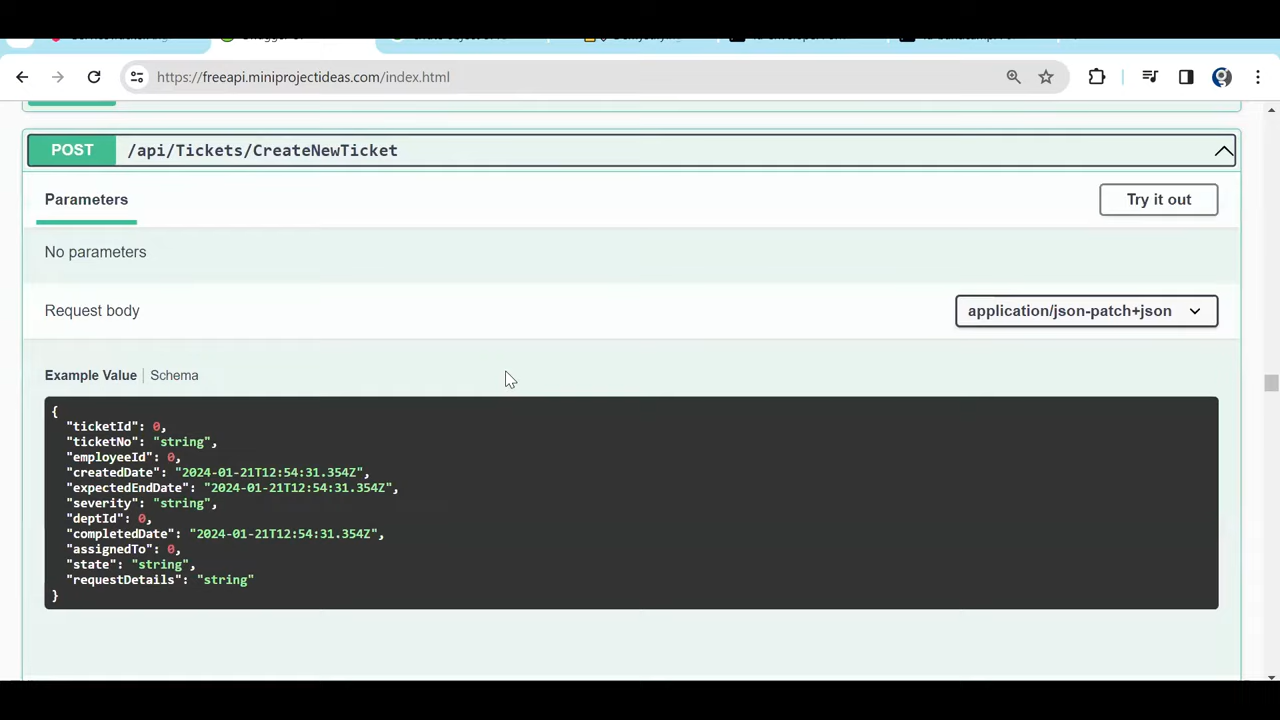 https://freeapi.miniprojectideas.com/index.html
POST /api/Tickets/CreateNewTicket
Parameters
Try it out
No parameters
Request body
application/json-patch+json
Example Value | Schema
{
"ticketId": 0,
"ticketNo": "string",
"employeeId": 0,
"createdDate": "2024-01-21T12:54:31.354Z",
"expectedEndDate": "2024-01-21T12:54:31.354Z",
"severity": "string",
"deptId": 0,
"completedDate": "2024-01-21T12:54:31.354Z",
"assignedTo": 0,
"state": "string",
"requestDetails": "string"
}